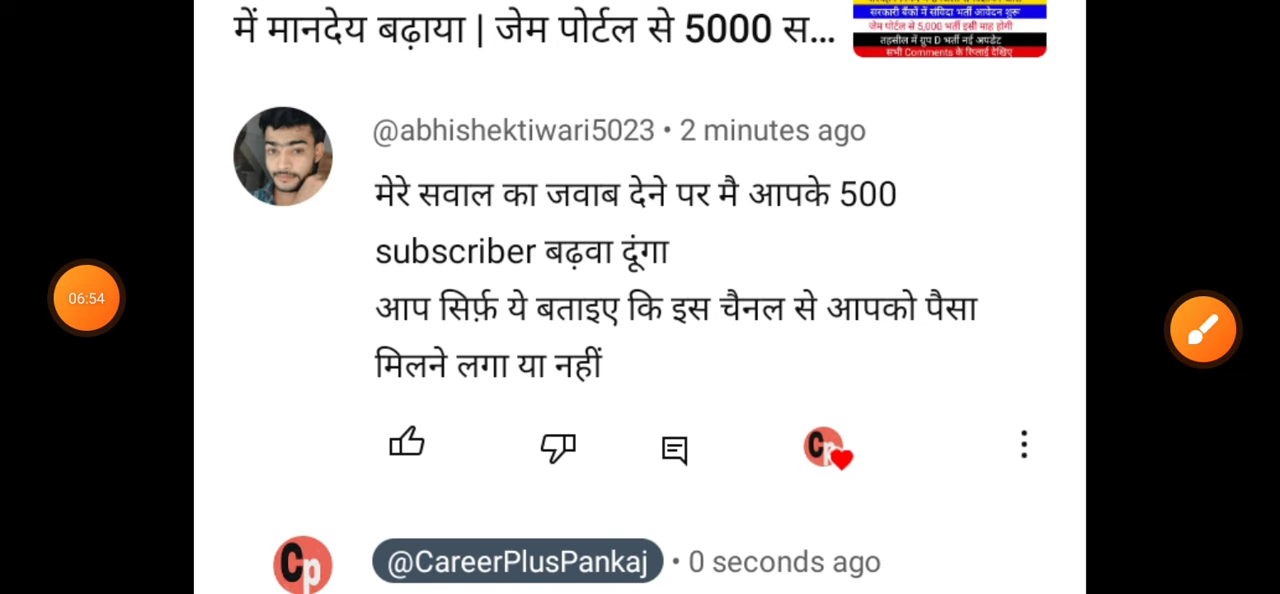 में मानदेय बढ़ाया | जेम पोर्टल से 5000 स...
सरकारी बैंकों में संविदा भर्ती आवेदन शुरू
जेम पोर्टल से 5,000 भर्ती इसी माह होगी
तहसील में ग्रुप D भर्ती नई अपडेट
सभी Comments के रिप्लाई देखिए
@abhishektiwari5023 • 2 minutes ago
मेरे सवाल का जवाब देने पर मै आपके 500
subscriber बढ़वा दूंगा
आप सिर्फ़ ये बताइए कि इस चैनल से आपको पैसा
मिलने लगा या नहीं
06:54
Cp
Cp
@CareerPlusPankaj • 0 seconds ago